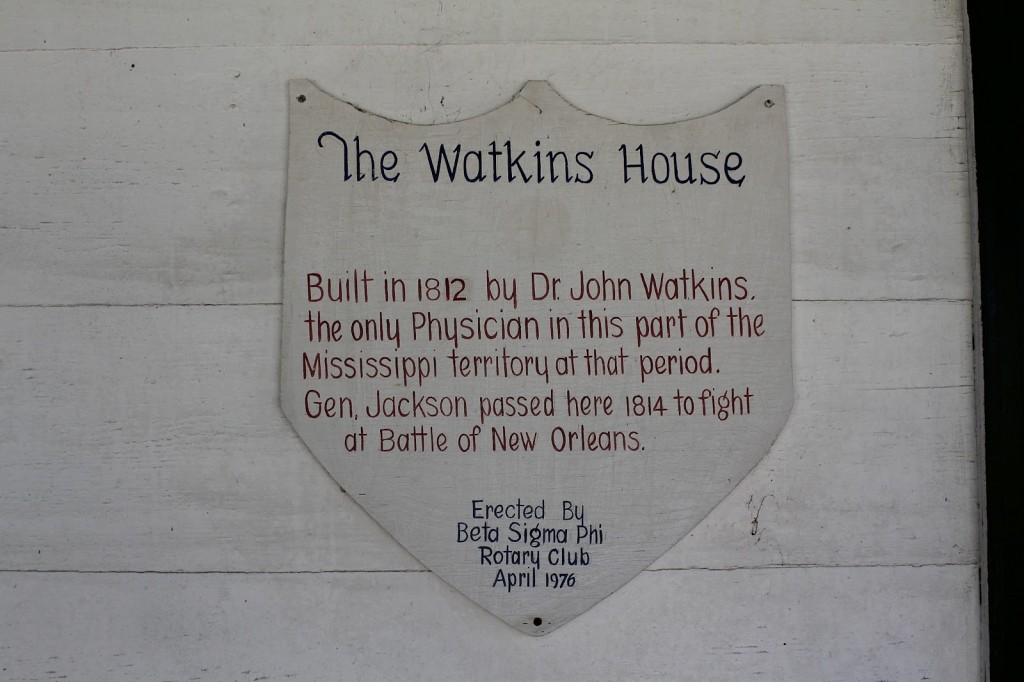 The Watkins House
Built in 1812 by Dr. John Watkins.
the only Physician in this part of the
Mississippi territory at that period.
Gen. Jackson passed here 1814 to fight
at Battle of New Orleans.
Erected By
Beta Sigma Phi
Rotary Club
April 1976